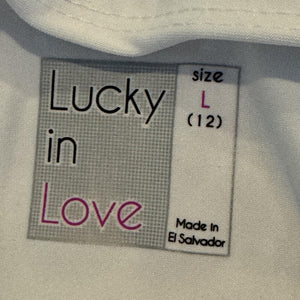 Lucky
in
Love
size
L
(12)
Made in
El Salvador